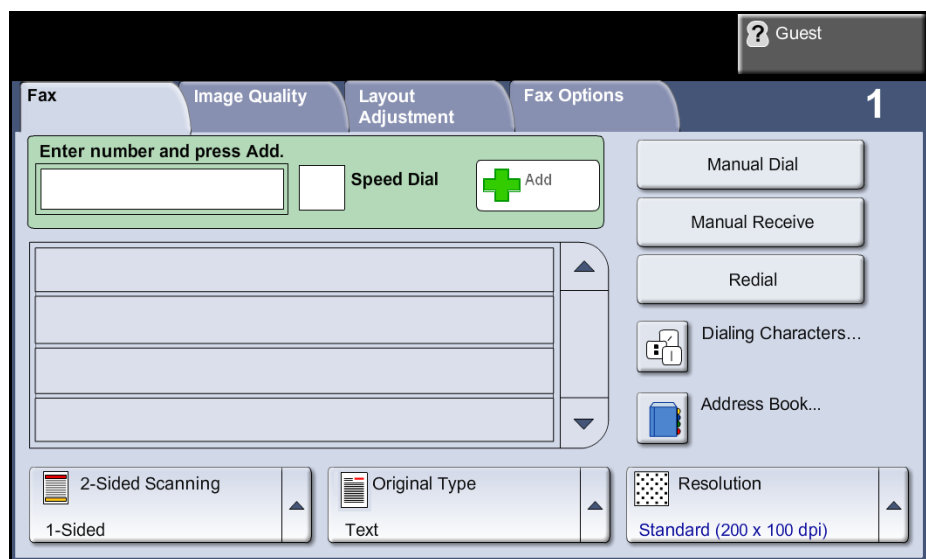 ? Guest
Fax
Image Quality
Layout
Adjustment
Fax Options
1
Enter number and press Add.
Speed Dial
Add
Manual Dial
Manual Receive
Redial
Dialing Characters...
Address Book...
2-Sided Scanning
1-Sided
Original Type
Text
Resolution
Standard (200 x 100 dpi)